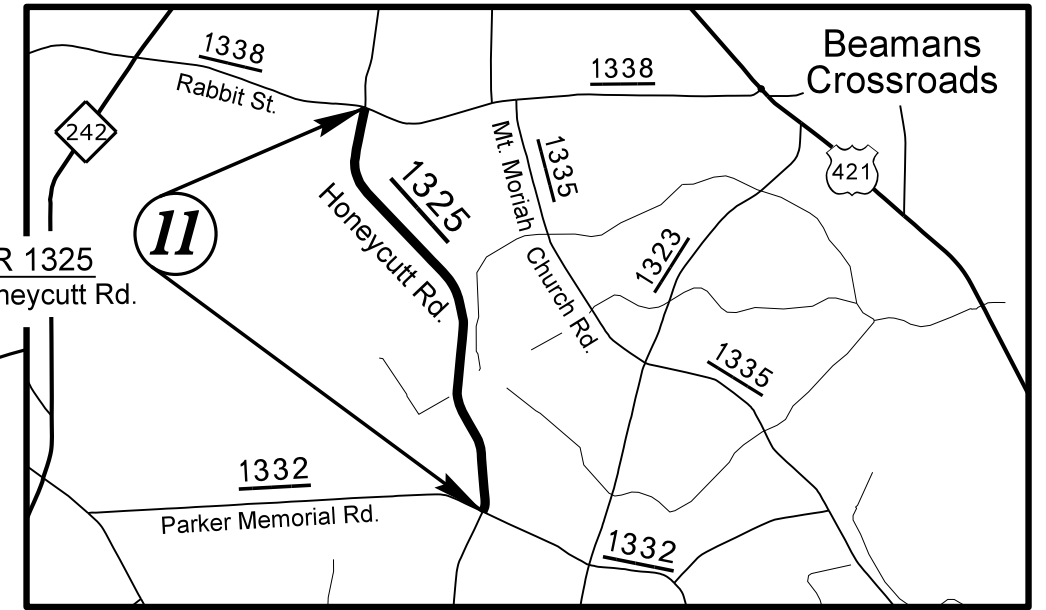 1338
Rabbit St.
1338
Beamans
Crossroads
242
421
11
1325
Honeycutt Rd.
Mt. Moriah Church Rd.
1335
1323
R 1325
neycutt Rd.
1335
1332
Parker Memorial Rd.
1332